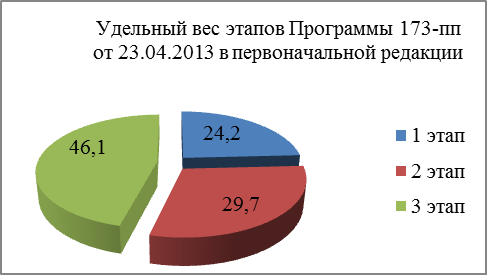 Удельный вес этапов Программы 173-пп
от 23.04.2013 в первоначальной редакции
24,2
46,1
29,7
1 этап
2 этап
3 этап